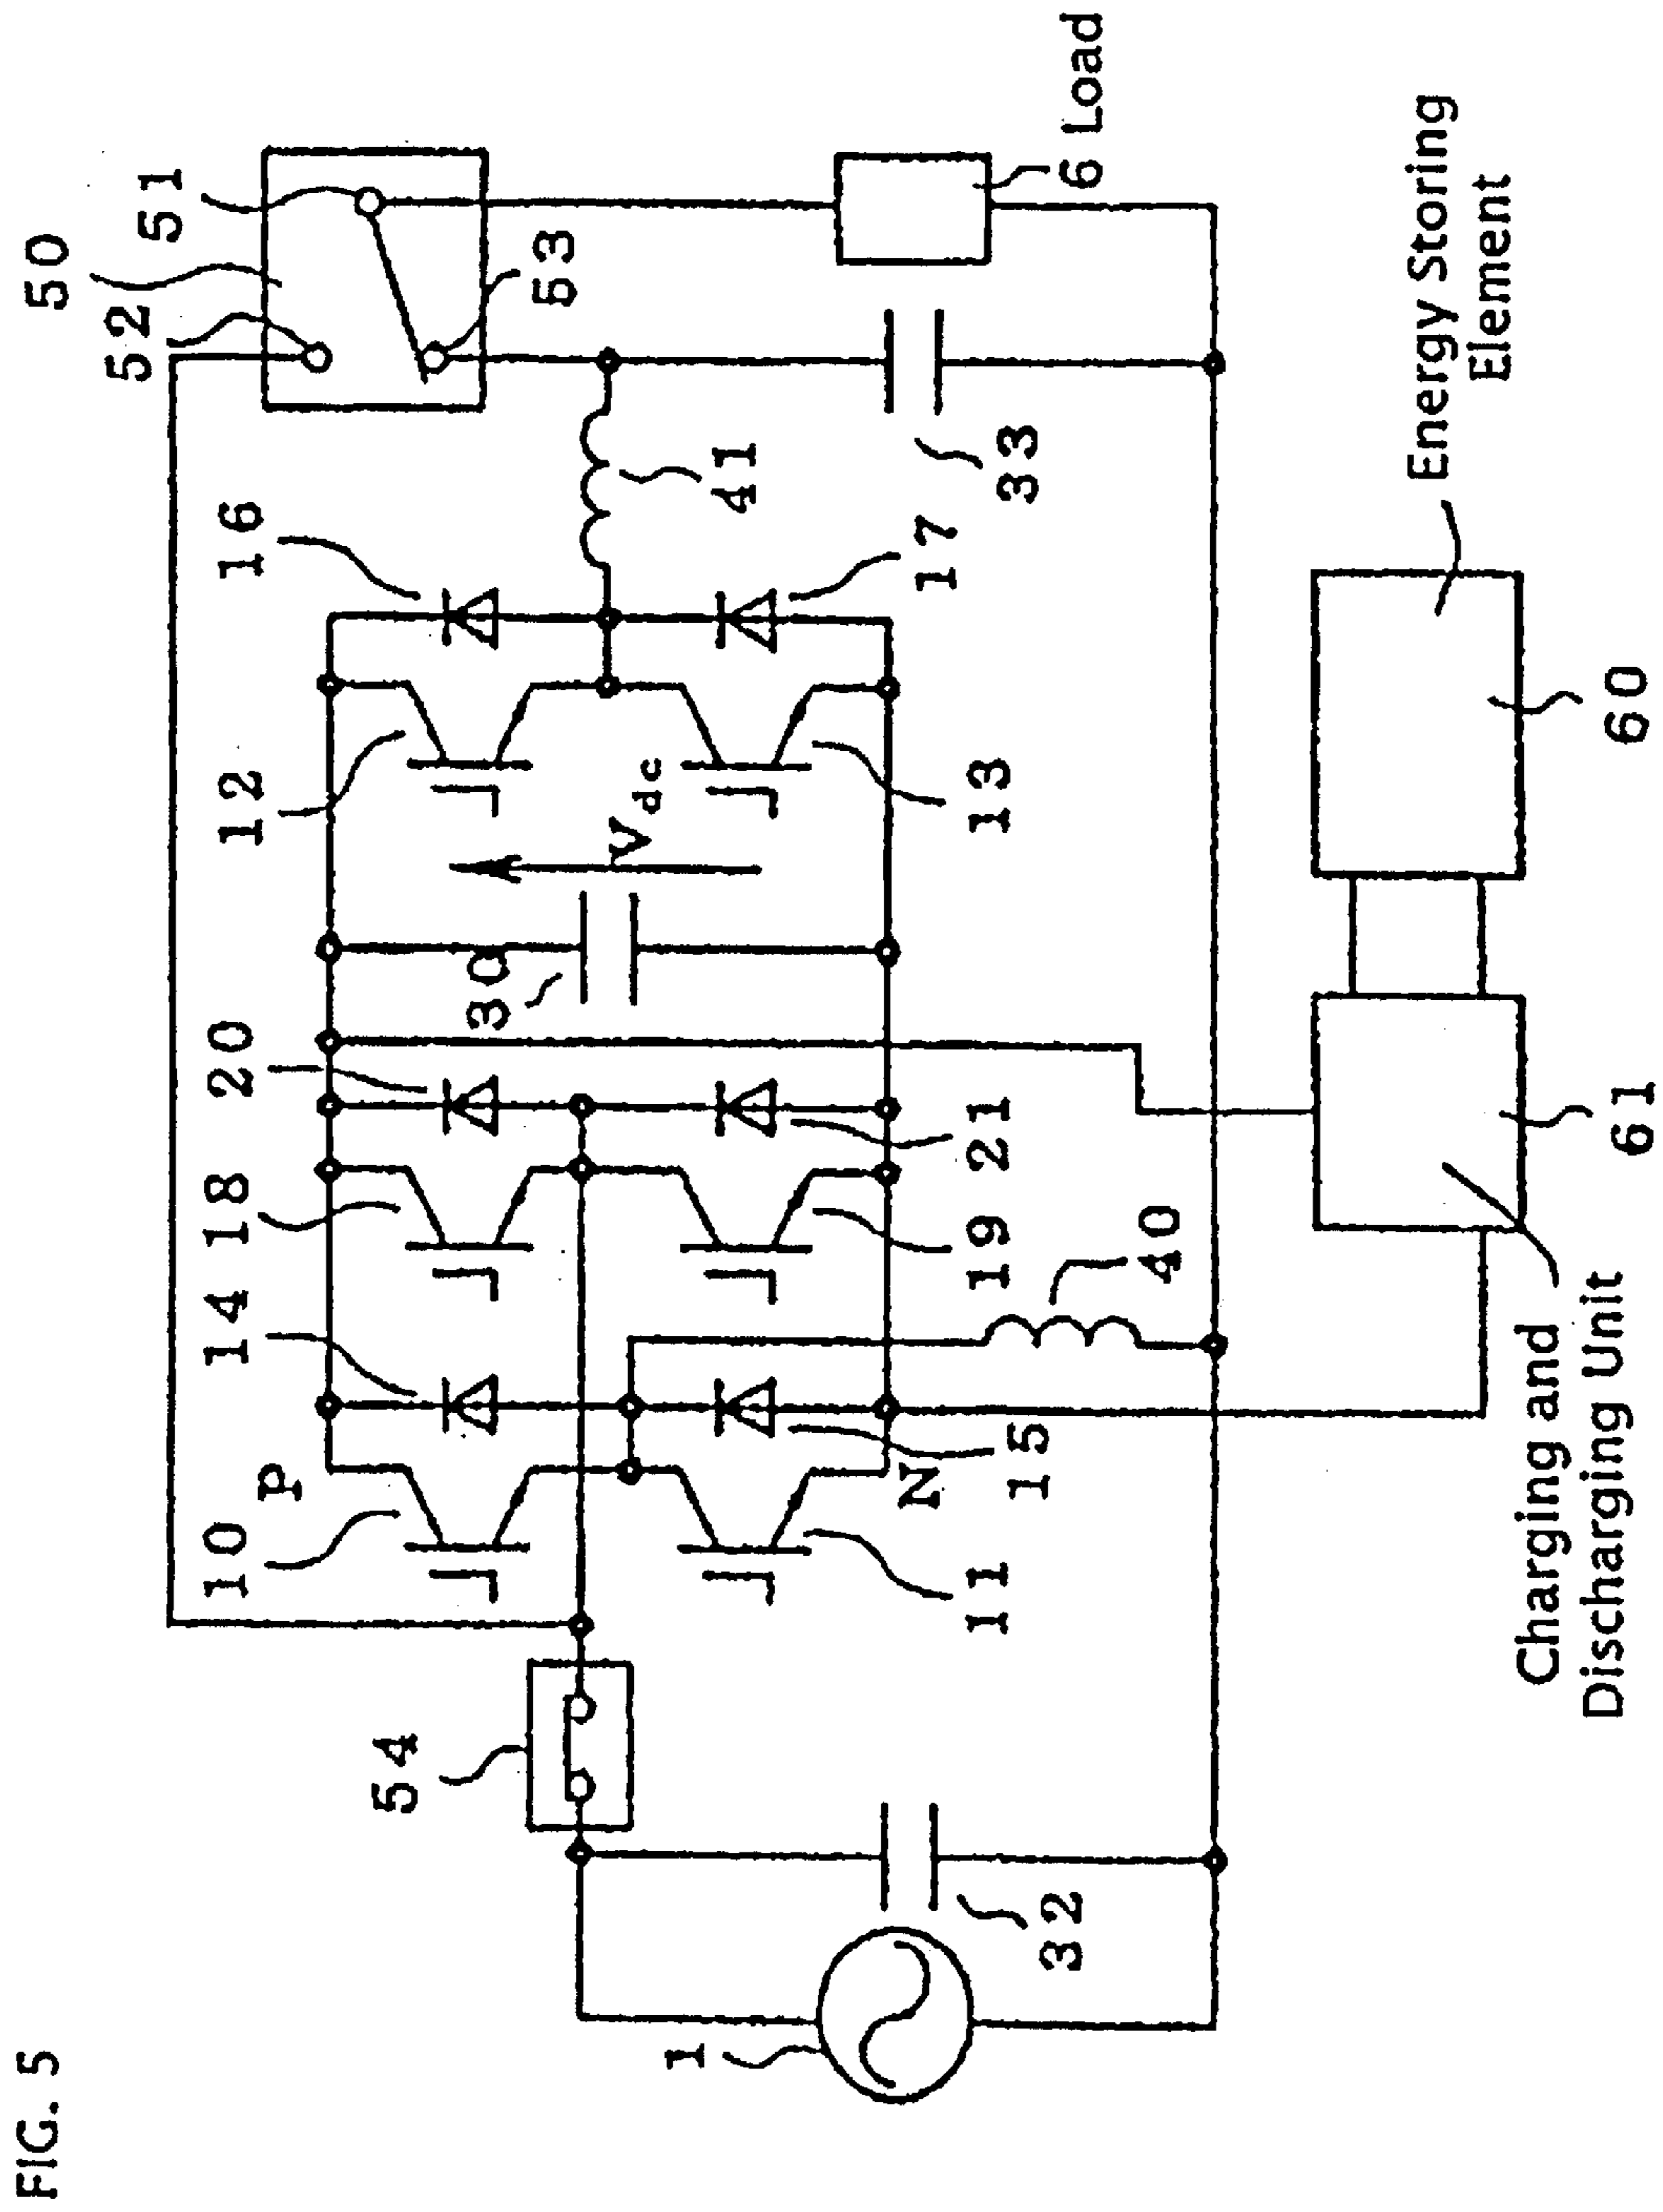 FIG. 5
50
51
52
53
16
41
17
12
Vdc
13
33
6 Load
30
20
18
14
10
P
21
19
40
15
N
11
54
1
32
Energy Storing
Element
60
61
Charging and
Discharging Unit